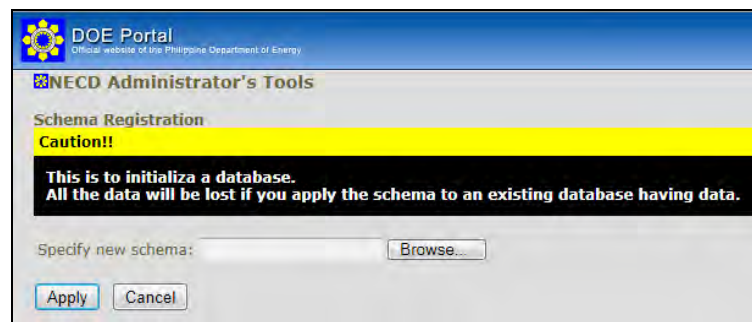 DOE Portal
Official website of the Philippine Department of Energy
NECD Administrator's Tools
Schema Registration
Caution!!
This is to initializa a database.
All the data will be lost if you apply the schema to an existing database having data.
Specify new schema: Browse...
Apply Cancel